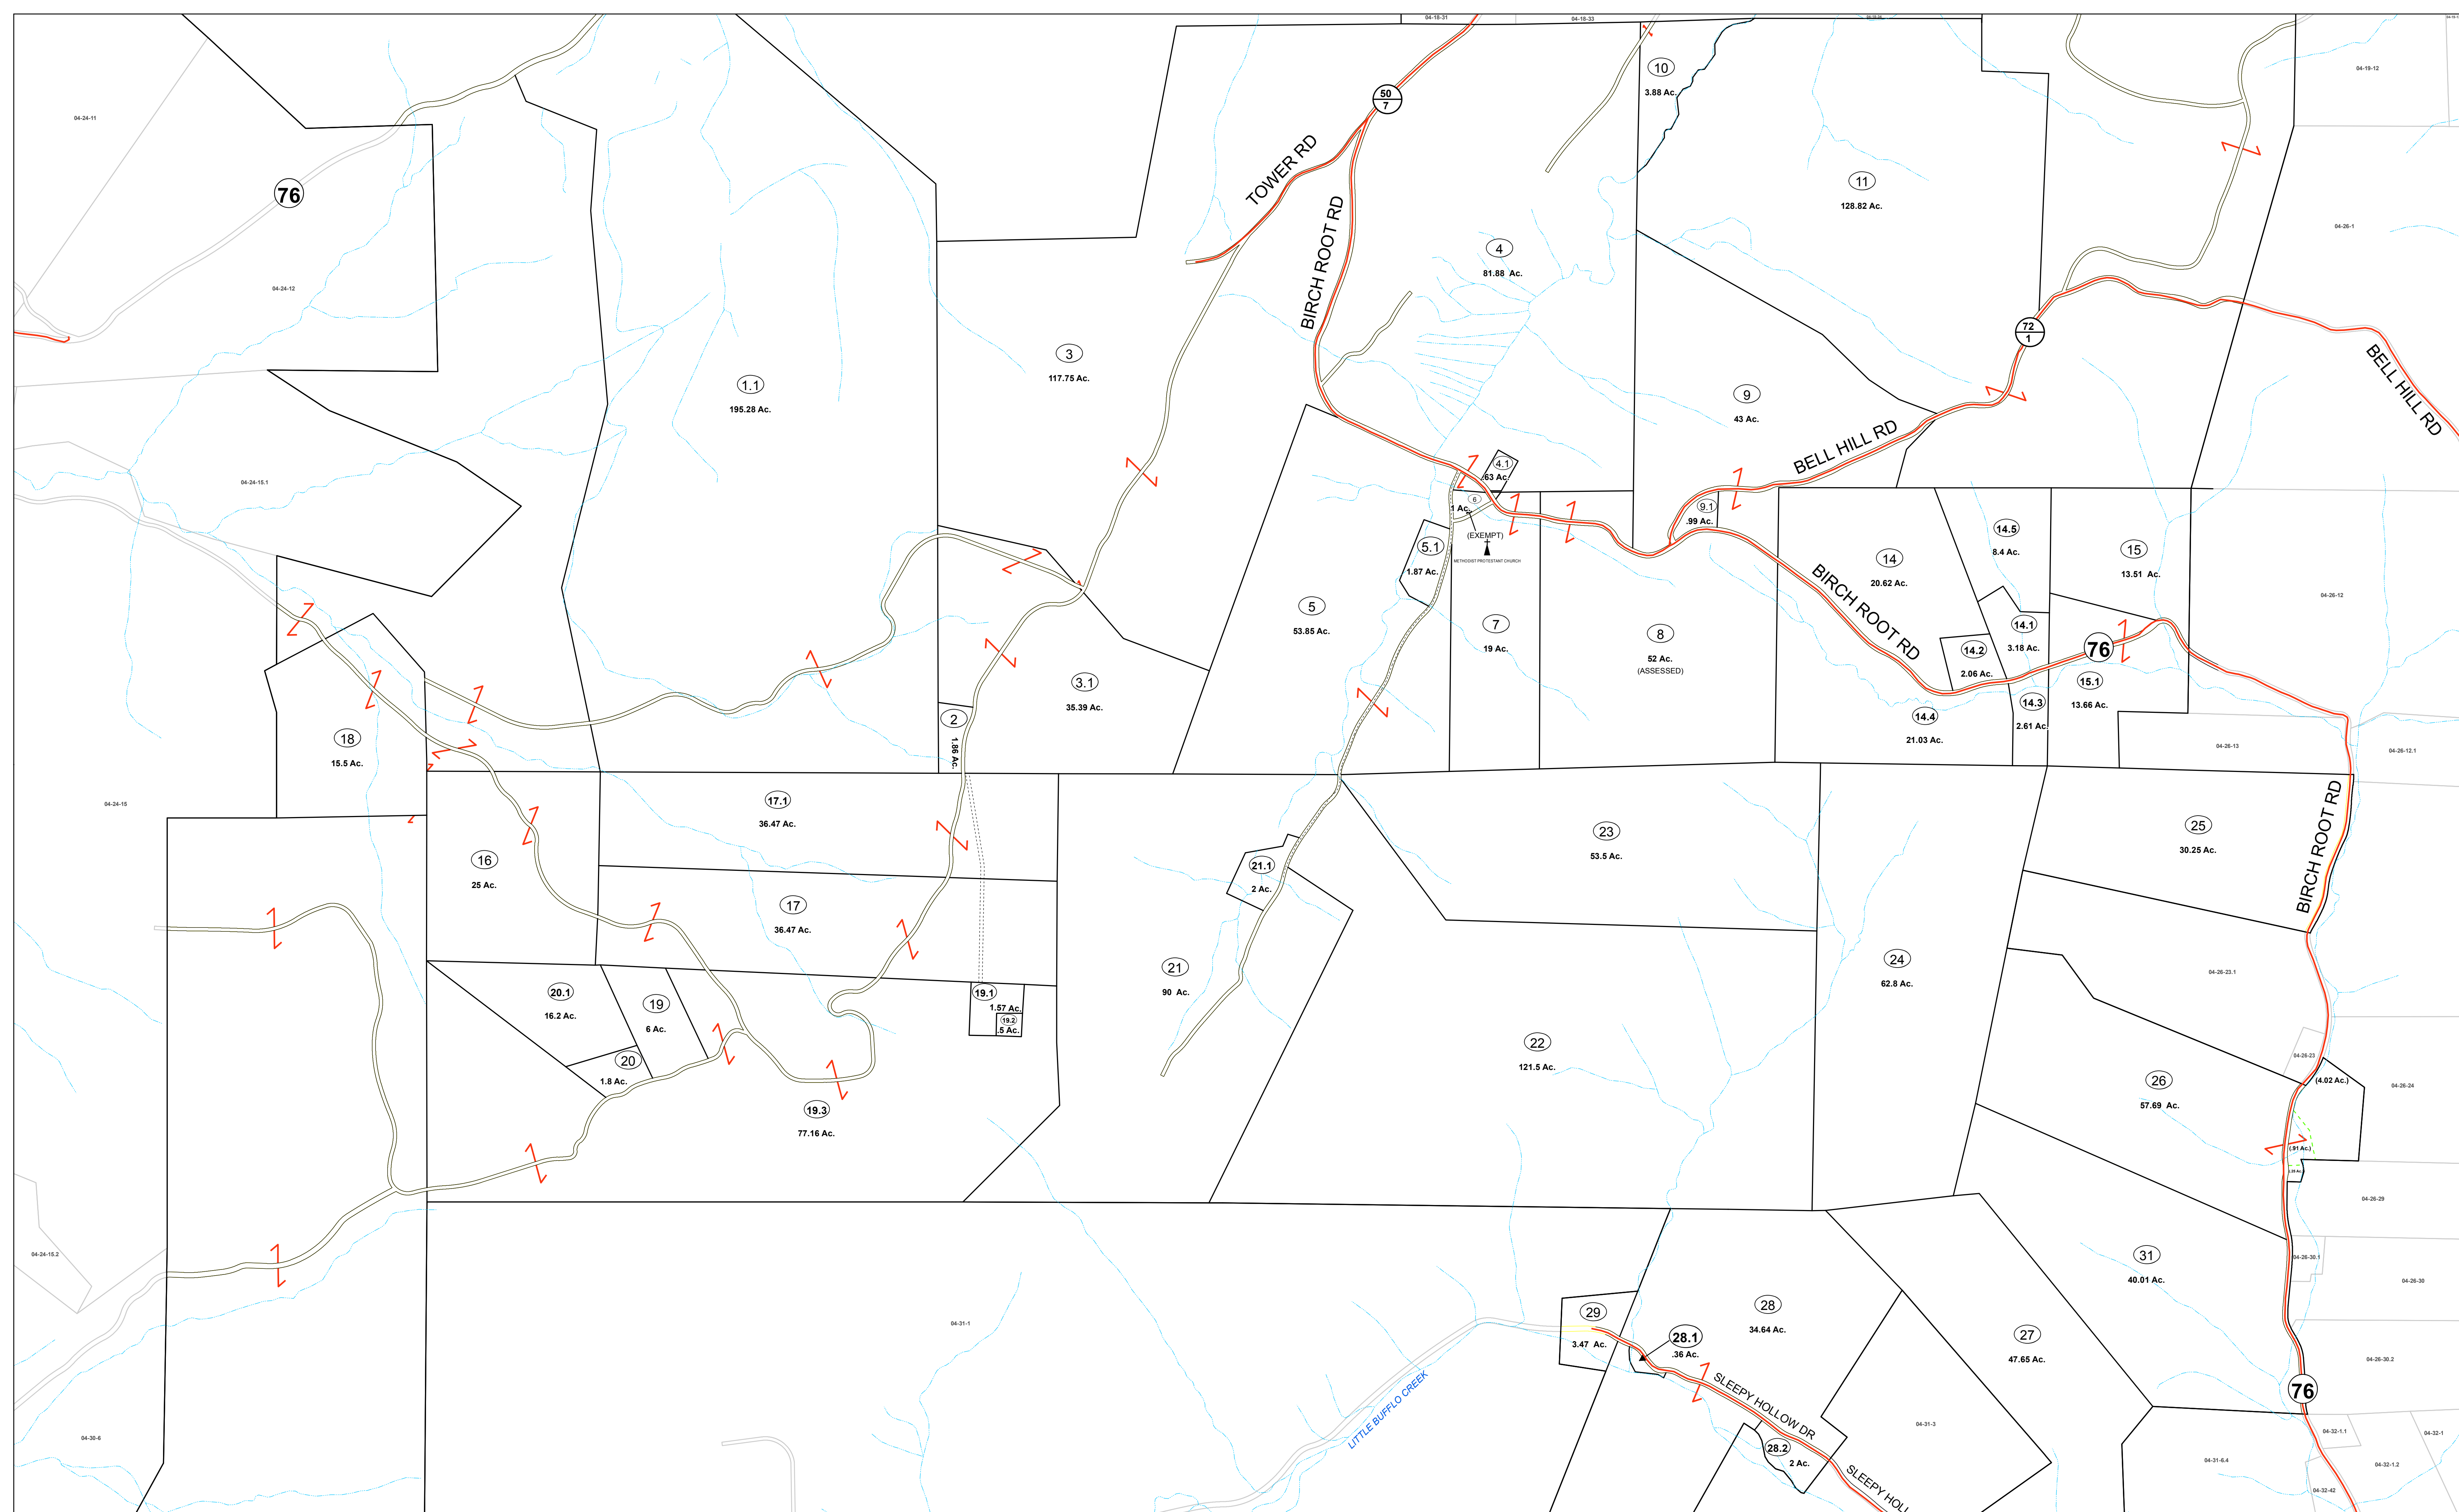 04-18-31
04-18-33
04-19-12
04-24-11
10
3.88 Ac.
50
7
TOWER RD
76
11
128.82 Ac.
BIRCH ROOT RD
04-26-1
4
81.88 Ac.
04-24-12
72
1
3
117.75 Ac.
1.1
195.28 Ac.
9
43 Ac.
BELL HILL RD
BELL HILL RD
4.1
.63 Ac.
04-24-15.1
6
1 Ac.
9.1
.99 Ac.
(EXEMPT)
METHODIST PROTESTANT CHURCH
5.1
1.87 Ac.
14
20.62 Ac.
14.5
8.4 Ac.
15
13.51 Ac.
BIRCH ROOT RD
04-26-12
5
53.85 Ac.
7
19 Ac.
8
52 Ac.
(ASSESSED)
14.1
3.18 Ac.
14.2
2.06 Ac.
76
3.1
35.39 Ac.
15.1
13.66 Ac.
14.3
2.61 Ac.
14.4
21.03 Ac.
2
1.86 Ac.
18
15.5 Ac.
04-26-13
04-26-12.1
04-24-15
17.1
36.47 Ac.
23
53.5 Ac.
25
30.25 Ac.
BIRCH ROOT RD
16
25 Ac.
21.1
2 Ac.
17
36.47 Ac.
21
90 Ac.
24
62.8 Ac.
04-26-23.1
20.1
16.2 Ac.
19
6 Ac.
19.1
1.57 Ac.
19.2
.5 Ac.
20
1.8 Ac.
22
121.5 Ac.
04-26-23
(4.02 Ac.)
04-26-24
26
57.69 Ac.
19.3
77.16 Ac.
(.91 Ac.)
04-26-29
04-24-15.2
31
40.01 Ac.
04-26-30.1
04-26-30
04-31-1
29
3.47 Ac.
28
34.64 Ac.
28.1
.36 Ac.
27
47.65 Ac.
04-26-30.2
76
LITTLE BUFFLO CREEK
SLEEPY HOLLOW DR
04-31-3
04-30-6
28.2
2 Ac.
SLEEPY HOLL
04-32-1.1
04-32-1
04-31-6.4
04-32-1.2
04-32-42